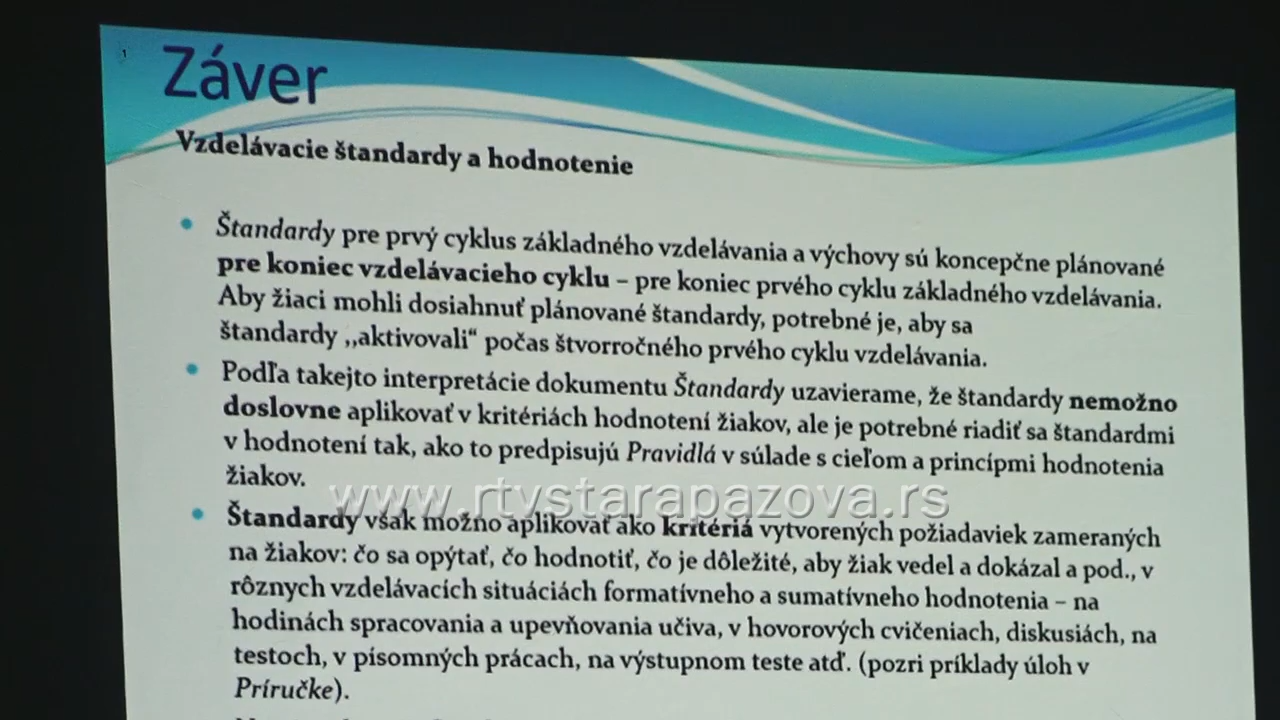 1
Záver
Vzdelávacie štandardy a hodnotenie
• Štandardy pre prvý cyklus základného vzdelávania a výchovy sú koncepčne plánované
pre koniec vzdelávacieho cyklu – pre koniec prvého cyklu základného vzdelávania.
Aby žiaci mohli dosiahnuť plánované štandardy, potrebné je, aby sa
štandardy ,,aktivovali“ počas štvorročného prvého cyklu vzdelávania.
• Podľa takejto interpretácie dokumentu Štandardy uzavierame, že štandardy nemožno
doslovne aplikovať v kritériách hodnotení žiakov, ale je potrebné riadiť sa štandardmi
v hodnotení tak, ako to predpisujú Pravidlá v súlade s cieľom a princípmi hodnotenia
žiakov.
www.rtvstarapazova.rs
• Štandardy však možno aplikovať ako kritériá vytvorených požiadaviek zameraných
na žiakov: čo sa opýtať, čo hodnotiť, čo je dôležité, aby žiak vedel a dokázal a pod., v
rôznych vzdelávacích situáciách formatívneho a sumatívneho hodnotenia – na
hodinách spracovania a upevňovania učiva, v hovorových cvičeniach, diskusiách, na
testoch, v písomných prácach, na výstupnom teste atď. (pozri príklady úloh v
Príručke).